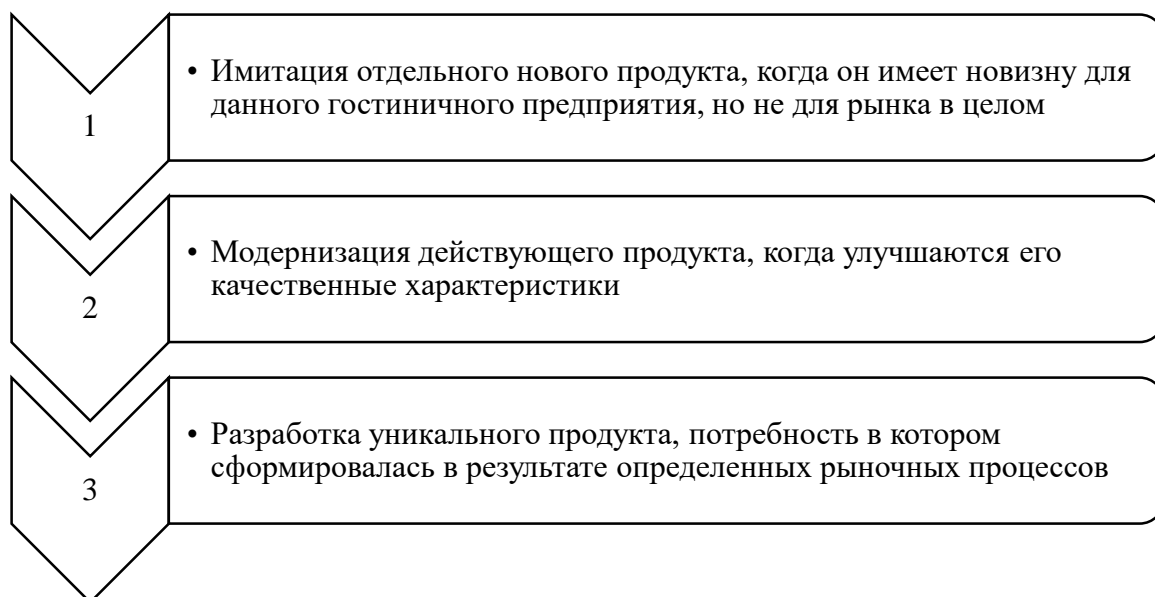 1
• Имитация отдельного нового продукта, когда он имеет новизну для
данного гостиничного предприятия, но не для рынка в целом
2
• Модернизация действующего продукта, когда улучшаются его
качественные характеристики
3
• Разработка уникального продукта, потребность в котором
сформировалась в результате определенных рыночных процессов